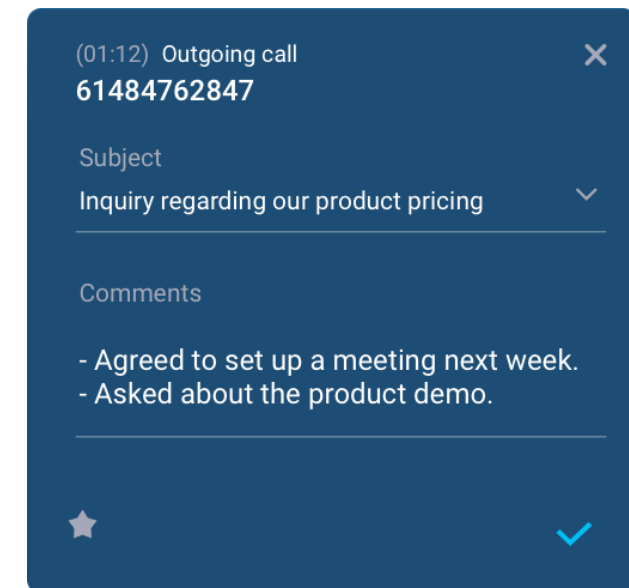 (01:12) Outgoing call
61484762847
Subject
Inquiry regarding our product pricing
Comments
- Agreed to set up a meeting next week.
- Asked about the product demo.